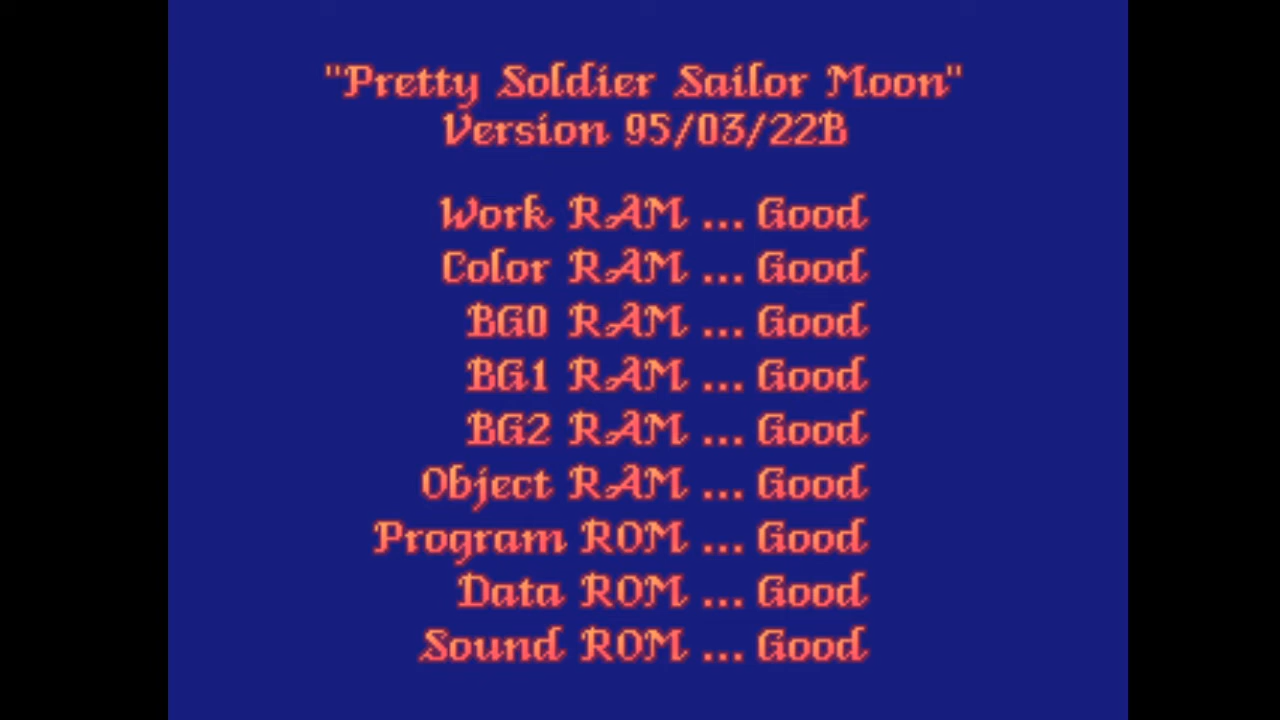 "Pretty Soldier Sailor Moon"
Version 95/03/22B
Work RAM ... Good
Color RAM ... Good
BG0 RAM ... Good
BG1 RAM ... Good
BG2 RAM ... Good
Object RAM ... Good
Program ROM ... Good
Data ROM ... Good
Sound ROM ... Good